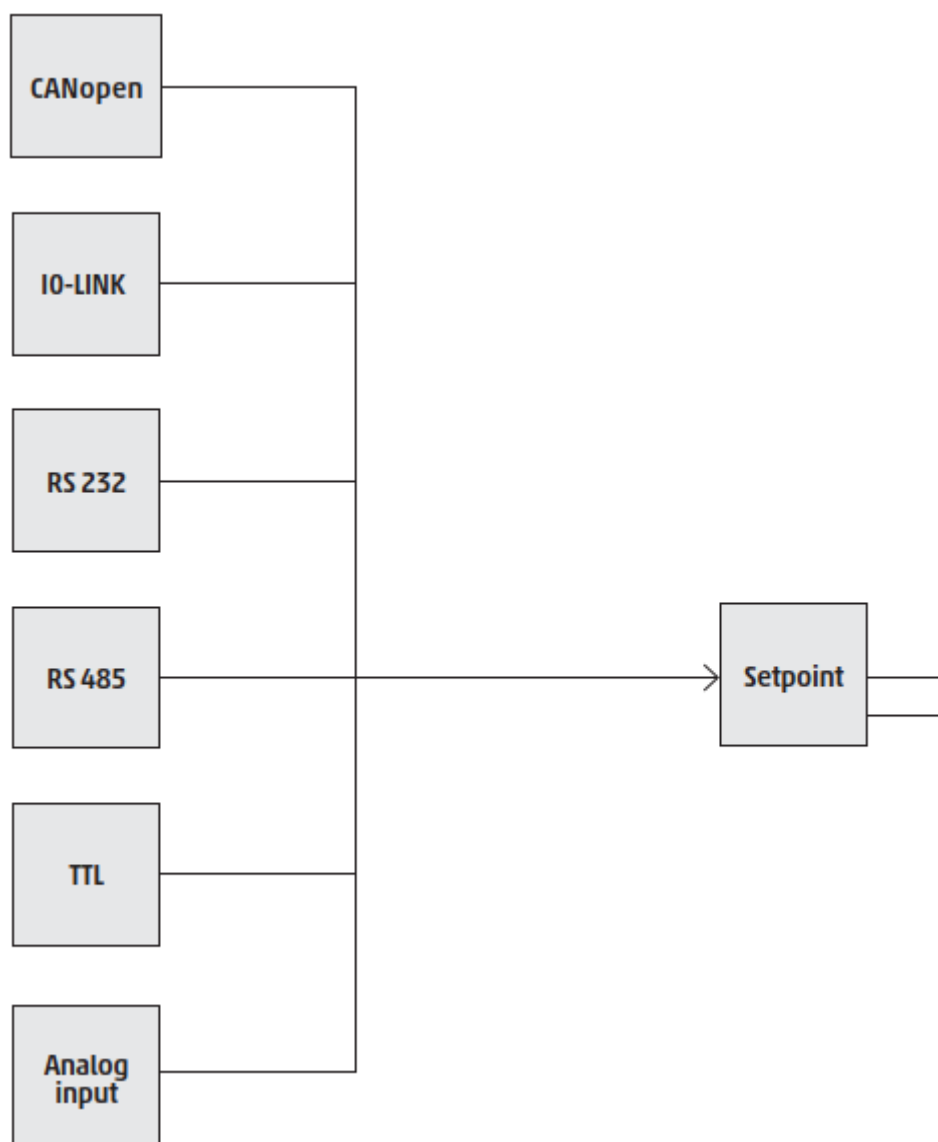 CANopen
IO-LINK
RS 232
RS 485
Setpoint
TTL
Analog
input